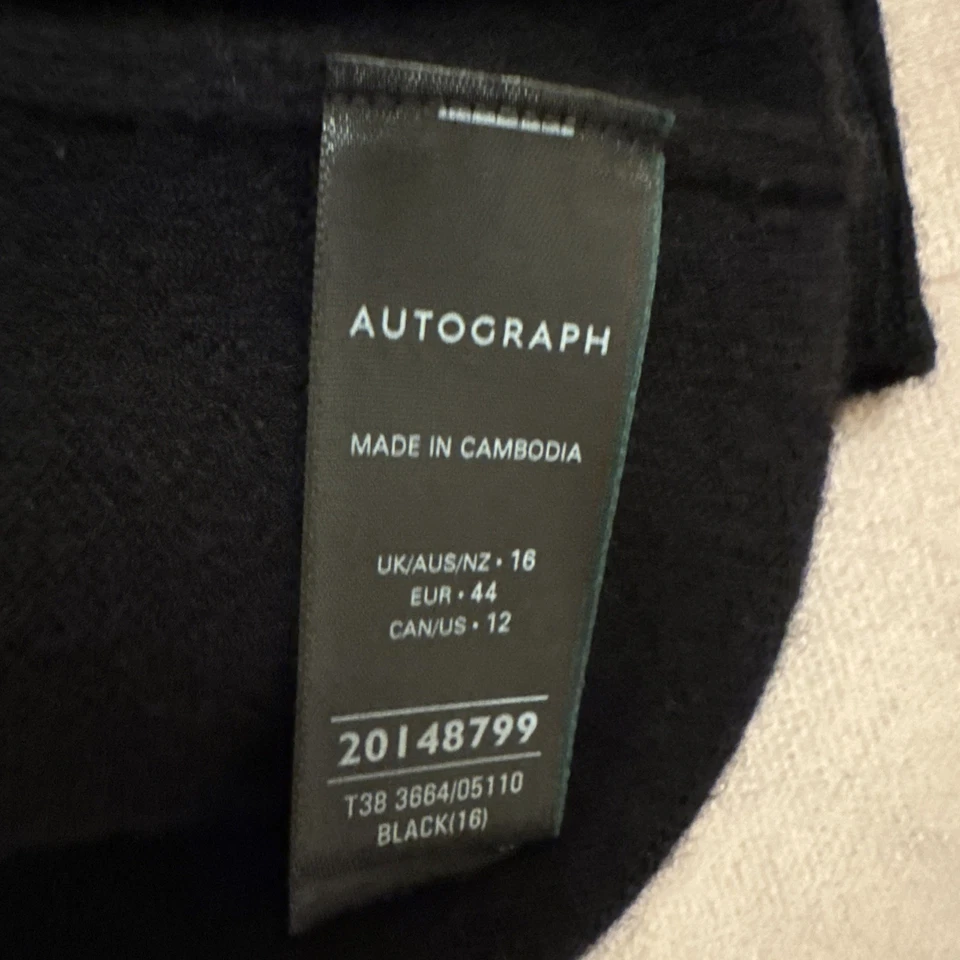 AUTOGRAPH
MADE IN CAMBODIA
UK/AUS/NZ • 16
EUR • 44
CAN/US • 12
20148799
T38 3664/05110
BLACK(16)